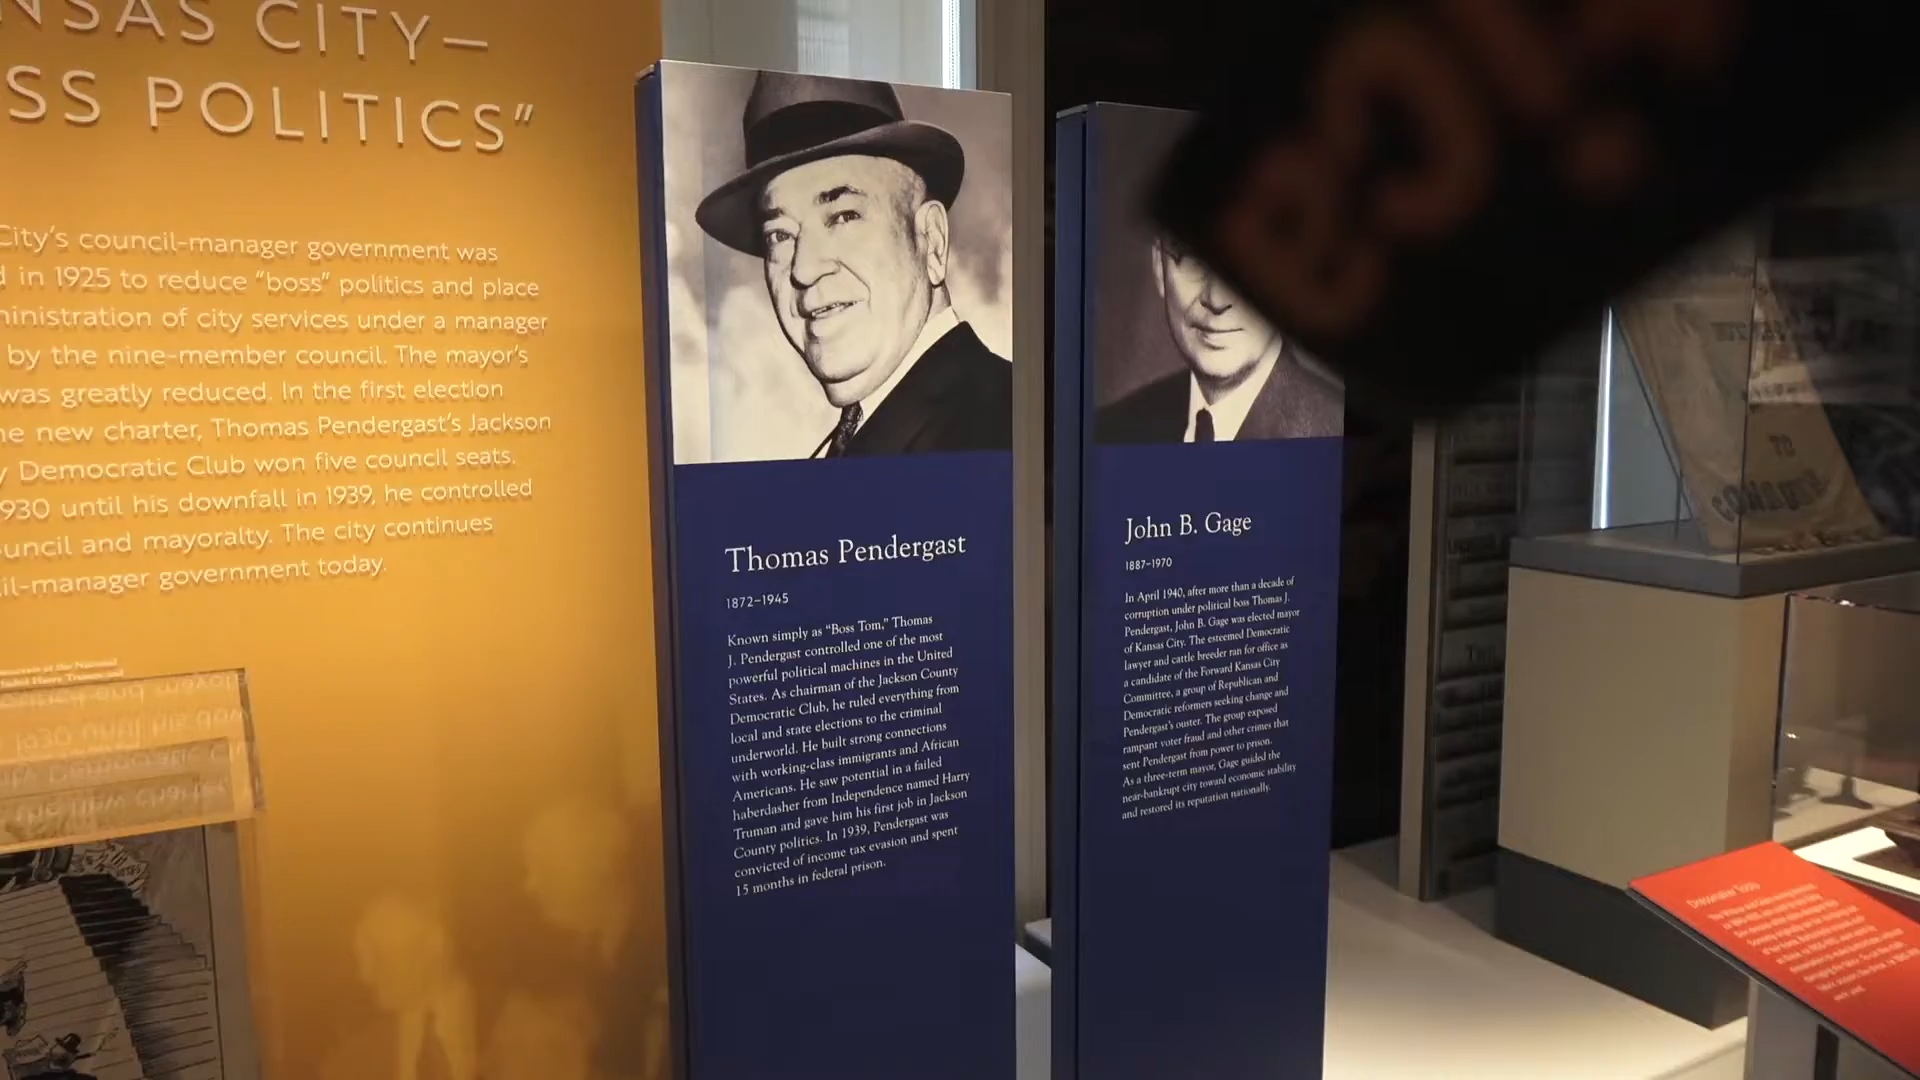 NSAS CITY—
SS POLITICS”
City’s council-manager government was
in 1925 to reduce “boss” politics and place
ministration of city services under a manager
by the nine-member council. The mayor’s
was greatly reduced. In the first election
new charter, Thomas Pendergast’s Jackson
Democratic Club won five council seats.
930 until his downfall in 1939, he controlled
uncil and mayoralty. The city continues
il-manager government today.
Thomas Pendergast
1872–1945
Known simply as “Boss Tom,” Thomas
J. Pendergast controlled one of the most
powerful political machines in the United
States. As chairman of the Jackson County
Democratic Club, he ruled everything from
local and state elections to the criminal
underworld. He built strong connections
with working-class immigrants and African
Americans. He saw potential in a failed
haberdasher from Independence named Harry
Truman and gave him his first job in Jackson
County politics. In 1939, Pendergast was
convicted of income tax evasion and spent
15 months in federal prison.
John B. Gage
1887–1970
In April 1940, after more than a decade of
corruption under political boss Thomas J.
Pendergast, John B. Gage was elected mayor
of Kansas City. The esteemed Democratic
lawyer and cattle breeder ran for office as
a candidate of the Forward Kansas City
Committee, a group of Republican and
Democratic reformers seeking change and
Pendergast’s ouster. The group exposed
rampant voter fraud and other crimes that
sent Pendergast from power to prison.
As a three-term mayor, Gage guided the
near-bankrupt city toward economic stability
and restored its reputation nationally.